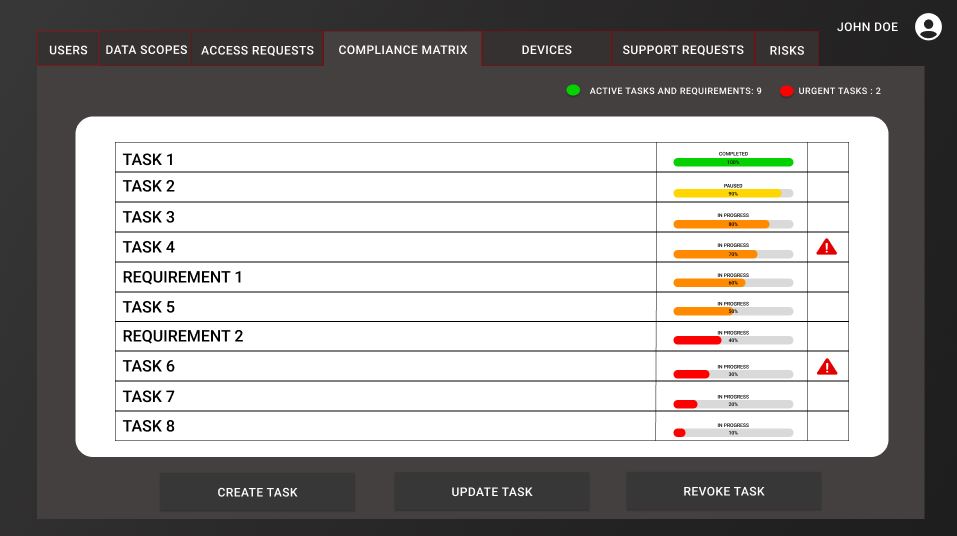 JOHN DOE
USERS DATA SCOPES ACCESS REQUESTS COMPLIANCE MATRIX DEVICES SUPPORT REQUESTS RISKS
ACTIVE TASKS AND REQUIREMENTS: 9 URGENT TASKS : 2
TASK 1 COMPLETED
100%
TASK 2 PAUSED
90%
TASK 3 IN PROGRESS
80%
TASK 4 IN PROGRESS
70%
REQUIREMENT 1 IN PROGRESS
60%
TASK 5 IN PROGRESS
50%
REQUIREMENT 2 IN PROGRESS
40%
TASK 6 IN PROGRESS
30%
TASK 7 IN PROGRESS
20%
TASK 8 IN PROGRESS
10%
CREATE TASK UPDATE TASK REVOKE TASK